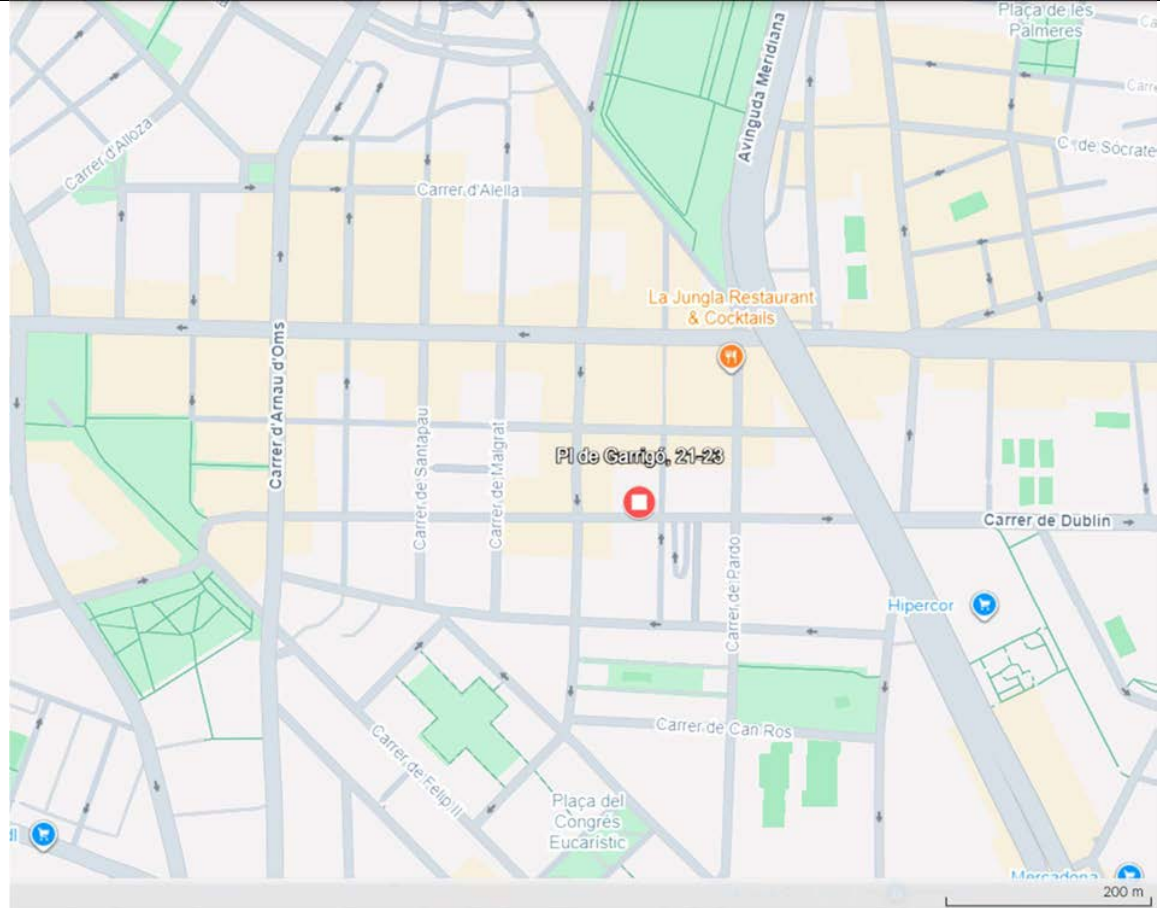 Plaça de les
Palmeres
Avinguda Meridiana
C. de Sòcrate
Carrer d'Alloza
Carrer d'Alella
La Jungla Restaurant
& Cocktails
Carrer d'Arnau d'Oms
Carrer de Santapau
Carrer de Malgrat
Pl de Garrigó, 21-23
Carrer de Dublín
Carrer de Pardo
Hipercor
Carrer de Can Ros
Carrer de Felip II
Plaça del
Congrés
Eucarístic
Mercadona
200 m